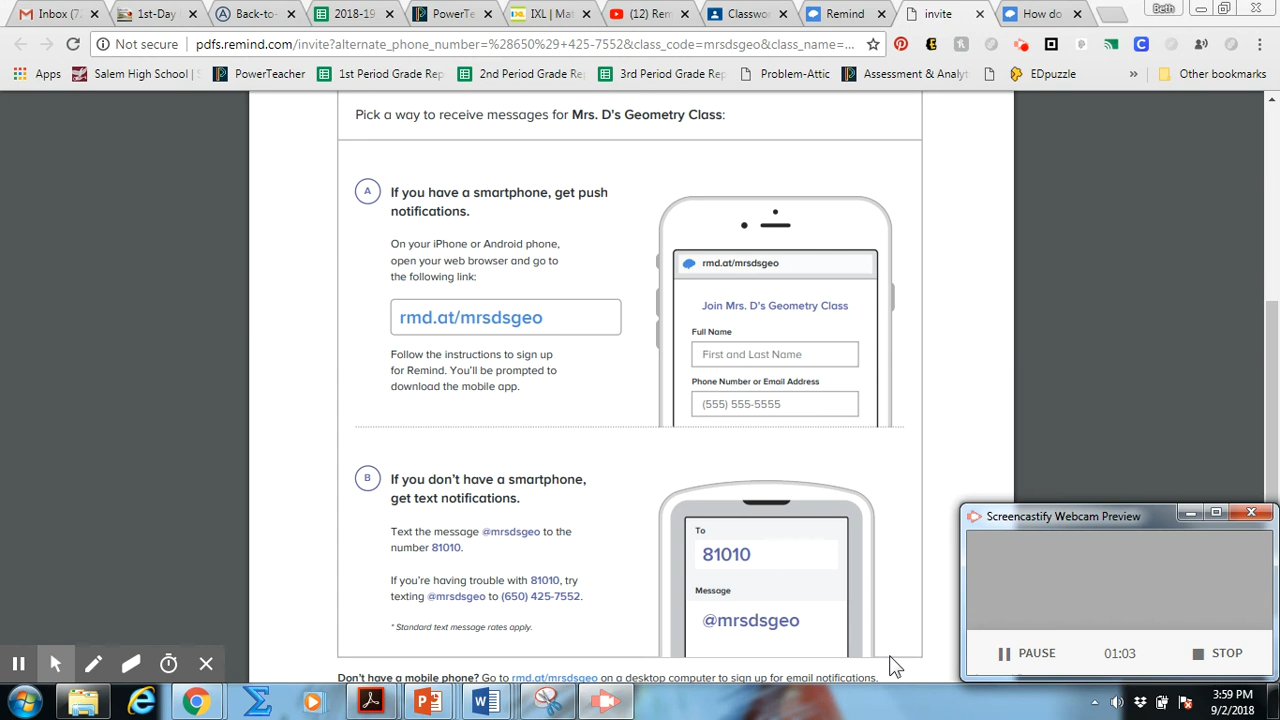 Inbox (7
1st-Day
Back-to-
2018-19
PowerTe
IXL | Mat
(12) Rem
Classwo
Remind
invite
How do
Beth
Not secure
pdfs.remind.com/invite?alternate_phone_number=%28650%29+425-7552&class_code=mrsdsgeo&class_name=...
Apps
Salem High School |
PowerTeacher
1st Period Grade Rep
2nd Period Grade Re
3rd Period Grade Rep
Problem-Attic
Assessment & Analyt
EDpuzzle
»
Other bookmarks
Pick a way to receive messages for Mrs. D's Geometry Class:
A
If you have a smartphone, get push
notifications.
On your iPhone or Android phone,
open your web browser and go to
the following link:
rmd.at/mrsdsgeo
Follow the instructions to sign up
for Remind. You'll be prompted to
download the mobile app.
rmd.at/mrsdsgeo
Join Mrs. D's Geometry Class
Full Name
First and Last Name
Phone Number or Email Address
(555) 555-5555
B
If you don't have a smartphone,
get text notifications.
Text the message @mrsdsgeo to the
number 81010.
If you're having trouble with 81010, try
texting @mrsdsgeo to (650) 425-7552.
* Standard text message rates apply.
To
81010
Message
@mrsdsgeo
Don't have a mobile phone? Go to rmd.at/mrsdsgeo on a desktop computer to sign up for email notifications.
Screencastify Webcam Preview
PAUSE
01:03
STOP
3:59 PM
9/2/2018